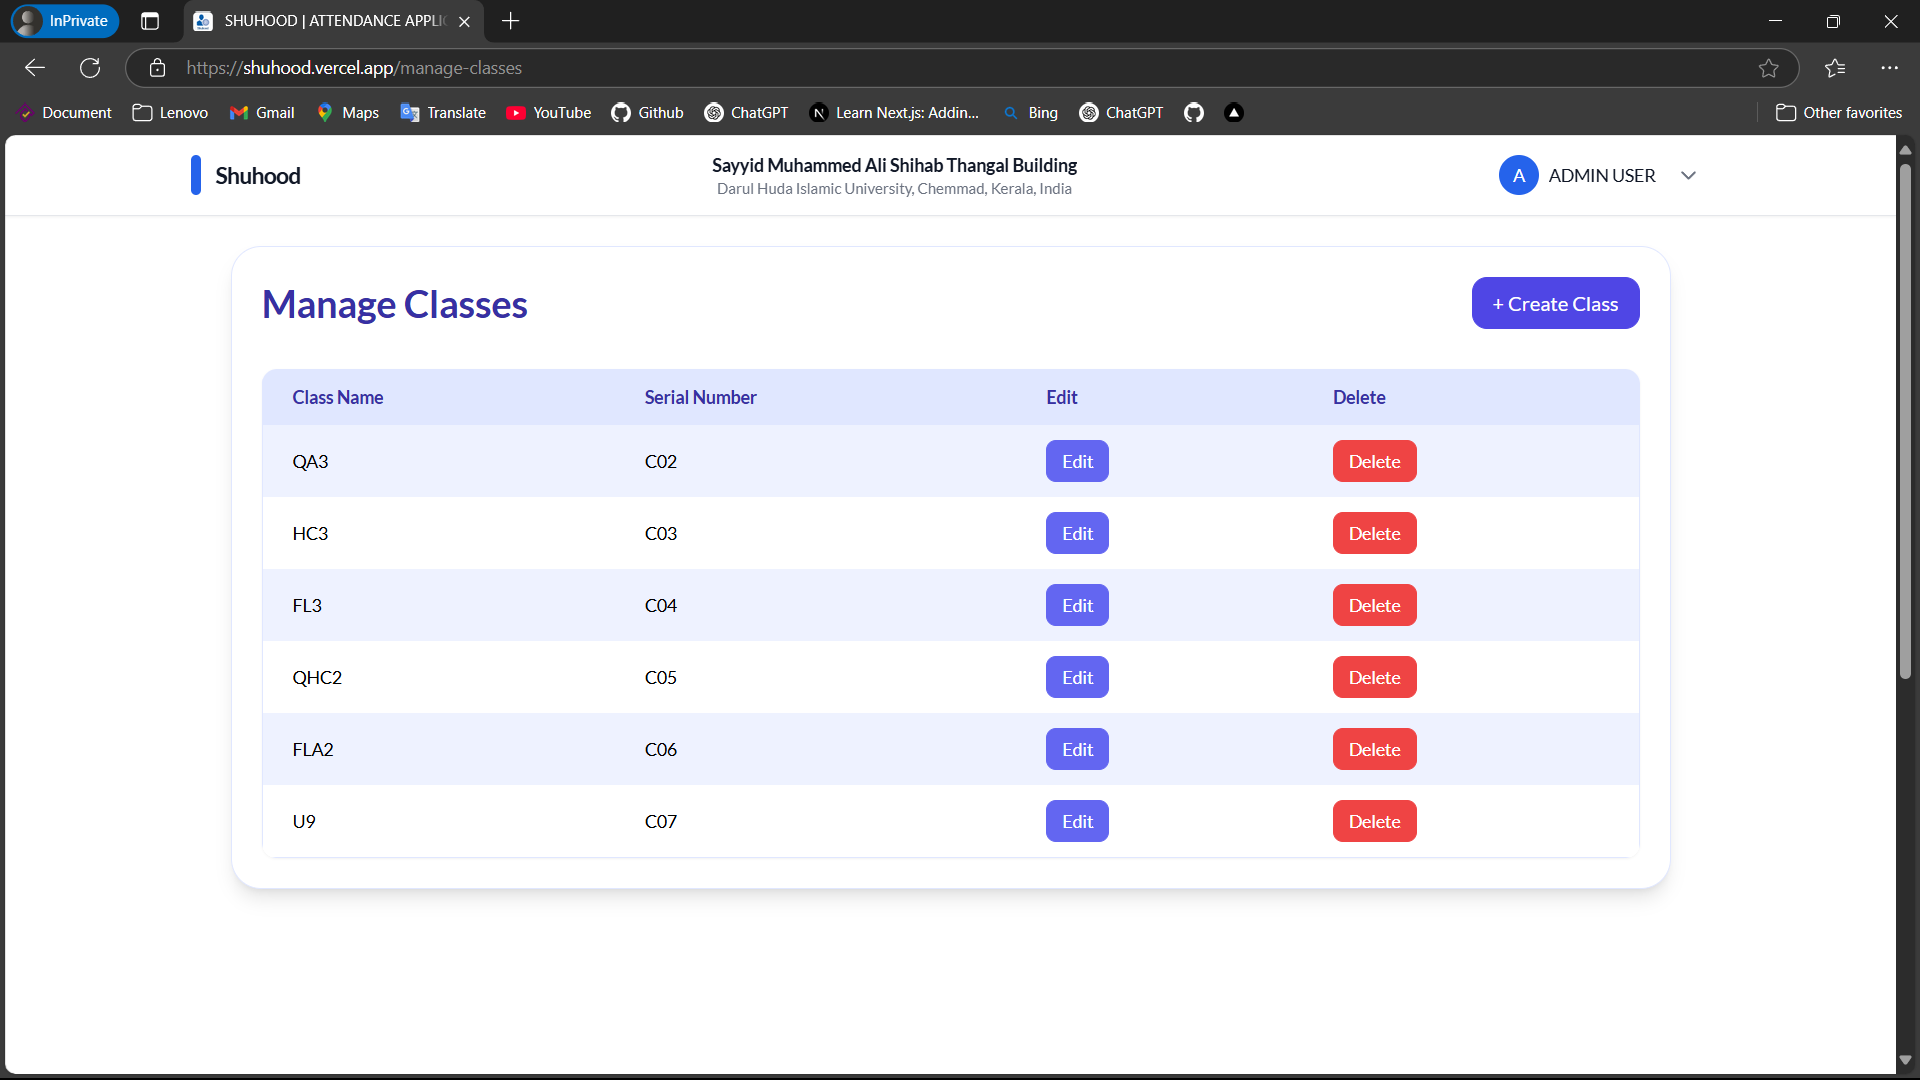 InPrivate
SHUHOOD | ATTENDANCE APPLIC
https://shuhood.vercel.app/manage-classes
Document Lenovo Gmail Maps Translate YouTube Github ChatGPT Learn Next.js: Addin... Bing ChatGPT Other favorites
Shuhood
Sayyid Muhammed Ali Shihab Thangal Building
Darul Huda Islamic University, Chemmad, Kerala, India
A ADMIN USER
Manage Classes
+ Create Class
Class Name Serial Number Edit Delete
QA3 C02 Edit Delete
HC3 C03 Edit Delete
FL3 C04 Edit Delete
QHC2 C05 Edit Delete
FLA2 C06 Edit Delete
U9 C07 Edit Delete